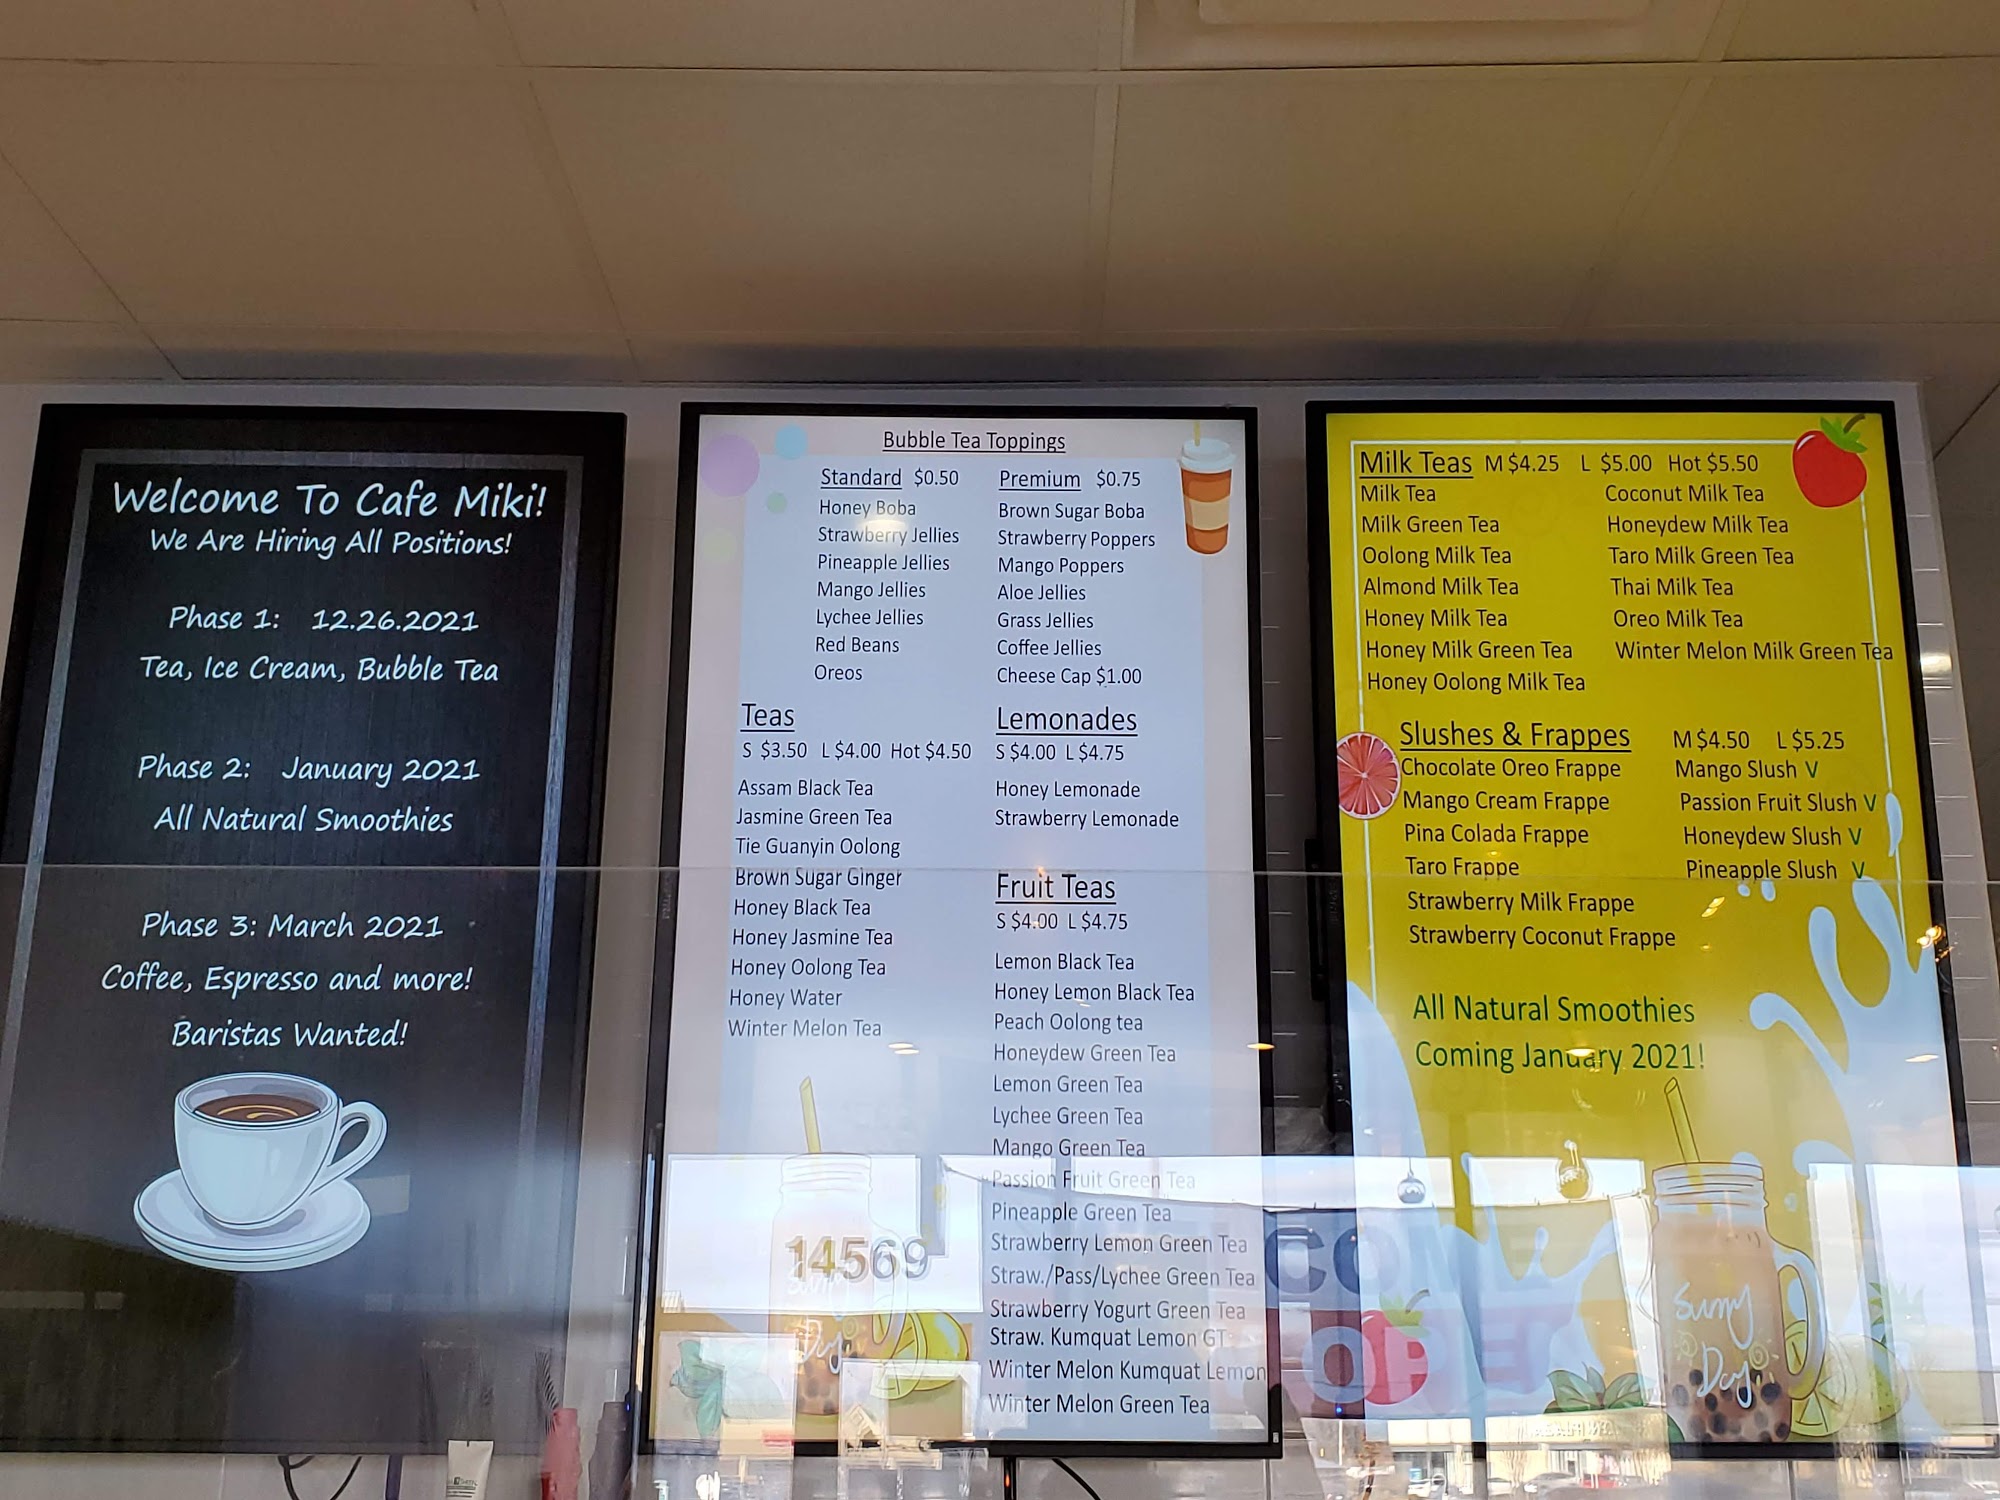 Welcome To Cafe Miki!
We Are Hiring All Positions!
Phase 1: 12.26.2021
Tea, Ice Cream, Bubble Tea
Phase 2: January 2021
All Natural Smoothies
Phase 3: March 2021
Coffee, Espresso and more!
Baristas Wanted!
Bubble Tea Toppings
Standard $0.50
Honey Boba
Strawberry Jellies
Pineapple Jellies
Mango Jellies
Lychee Jellies
Red Beans
Oreos
Premium $0.75
Brown Sugar Boba
Strawberry Poppers
Mango Poppers
Aloe Jellies
Grass Jellies
Coffee Jellies
Cheese Cap $1.00
Teas
S $3.50 L $4.00 Hot $4.50
Assam Black Tea
Jasmine Green Tea
Tie Guanyin Oolong
Brown Sugar Ginger
Honey Black Tea
Honey Jasmine Tea
Honey Oolong Tea
Honey Water
Winter Melon Tea
Lemonades
S $4.00 L $4.75
Honey Lemonade
Strawberry Lemonade
Fruit Teas
S $4.00 L $4.75
Lemon Black Tea
Honey Lemon Black Tea
Peach Oolong tea
Honeydew Green Tea
Lemon Green Tea
Lychee Green Tea
Mango Green Tea
Passion Fruit Green Tea
Pineapple Green Tea
Strawberry Lemon Green Tea
Straw./Pass/Lychee Green Tea
Strawberry Yogurt Green Tea
Straw. Kumquat Lemon GT
Winter Melon Kumquat Lemon
Winter Melon Green Tea
14569
Sunny
Day
Milk Teas M $4.25 L $5.00 Hot $5.50
Milk Tea
Milk Green Tea
Oolong Milk Tea
Almond Milk Tea
Honey Milk Tea
Honey Milk Green Tea
Honey Oolong Milk Tea
Coconut Milk Tea
Honeydew Milk Tea
Taro Milk Green Tea
Thai Milk Tea
Oreo Milk Tea
Winter Melon Milk Green Tea
Slushes & Frappes M $4.50 L $5.25
Chocolate Oreo Frappe
Mango Cream Frappe
Pina Colada Frappe
Taro Frappe
Strawberry Milk Frappe
Strawberry Coconut Frappe
Mango Slush V
Passion Fruit Slush V
Honeydew Slush V
Pineapple Slush V
All Natural Smoothies
Coming January 2021!
COME
OPEN
Sunny
Day